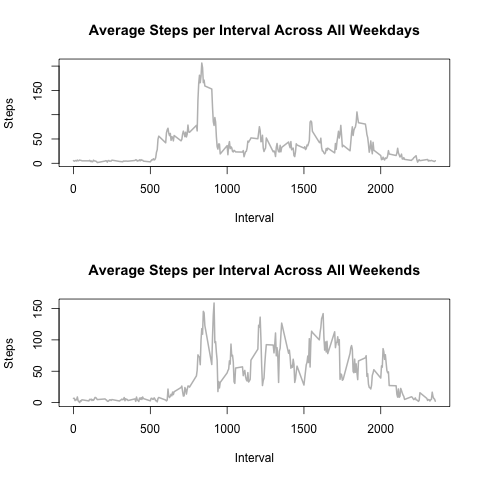 Average Steps per Interval Across All Weekdays
Steps
150
50
0
0 500 1000 1500 2000
Interval
Average Steps per Interval Across All Weekends
Steps
150
100
50
0
0 500 1000 1500 2000
Interval